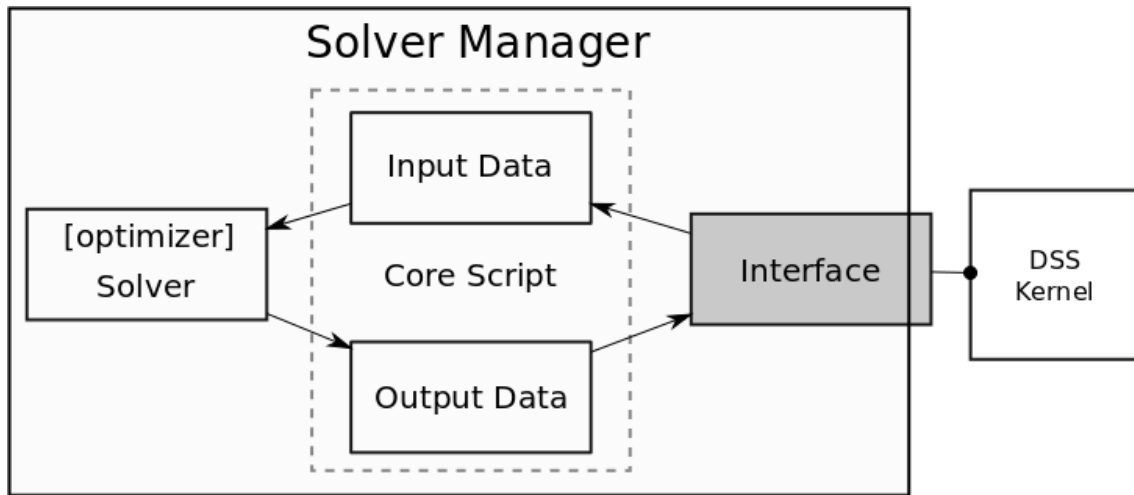 Solver Manager
Input Data
[optimizer]
Solver
Core Script
Interface
DSS
Kernel
Output Data